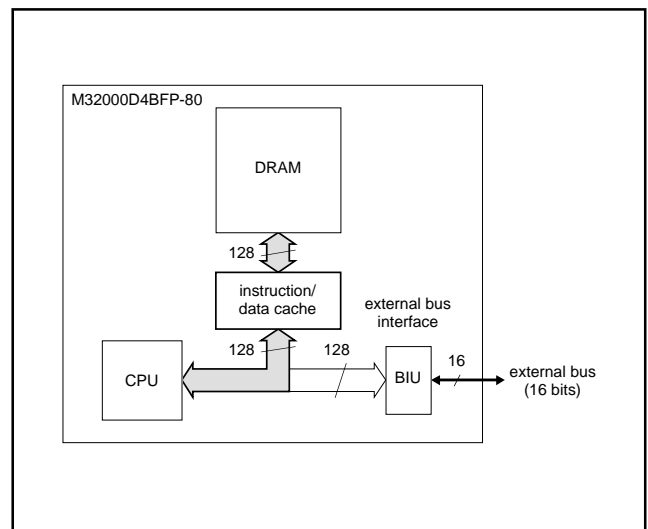 M32000D4BFP-80
DRAM
128
instruction/
data cache
external bus
interface
128
128
CPU
BIU
16
external bus
(16 bits)